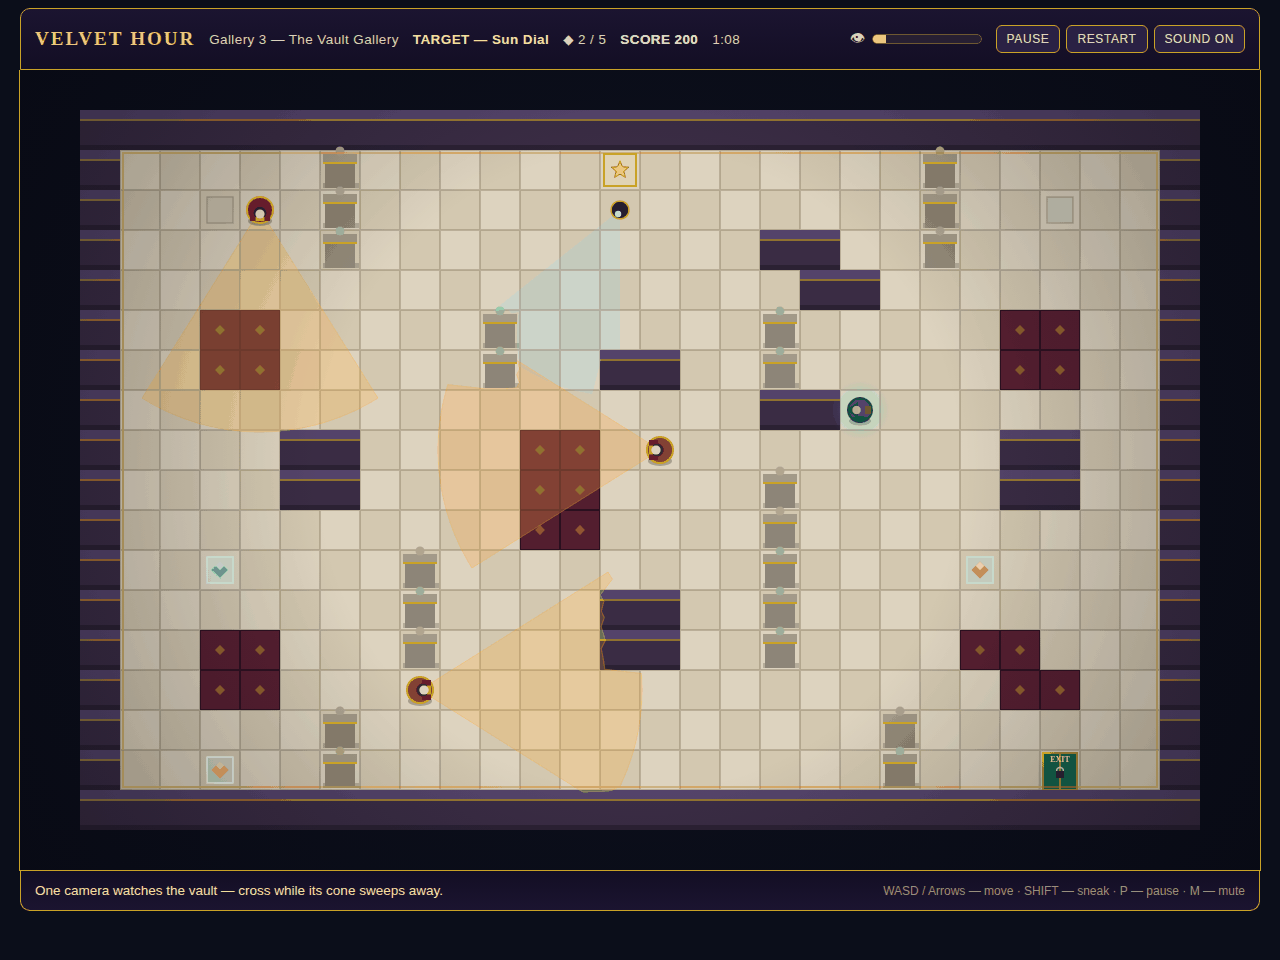 VELVET HOUR Gallery 3 — The Vault Gallery TARGET — Sun Dial ◆ 2 / 5 SCORE 200 1:08 PAUSE RESTART SOUND ON
EXIT
One camera watches the vault — cross while its cone sweeps away. WASD / Arrows — move · SHIFT — sneak · P — pause · M — mute